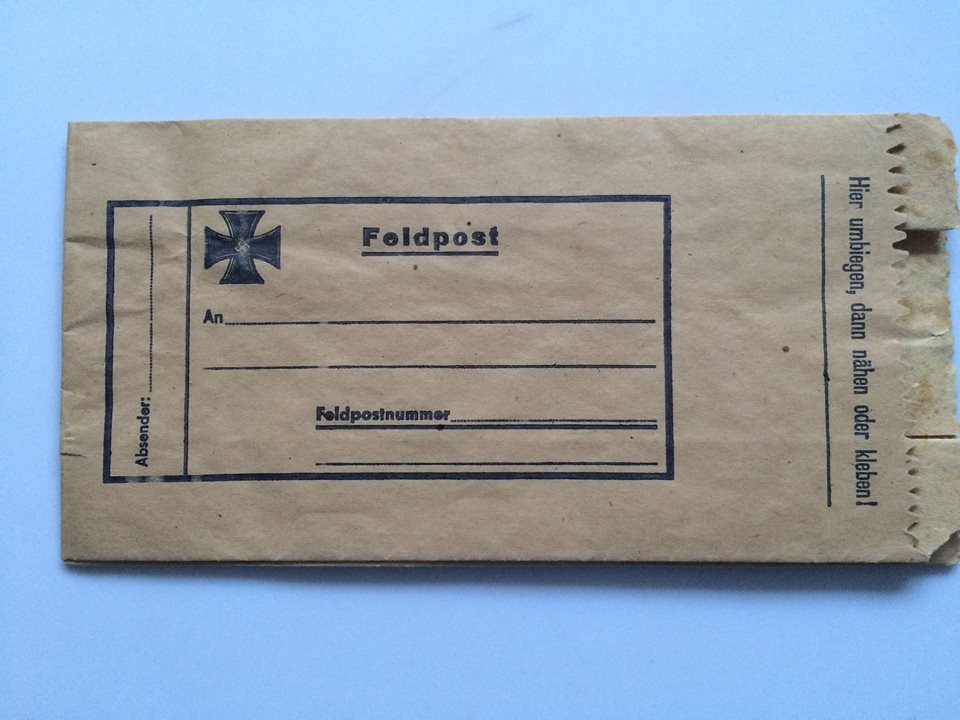 Feldpost
An
Feldpostnummer
Absender:
Hier umbiegen, dann nähen oder kleben!